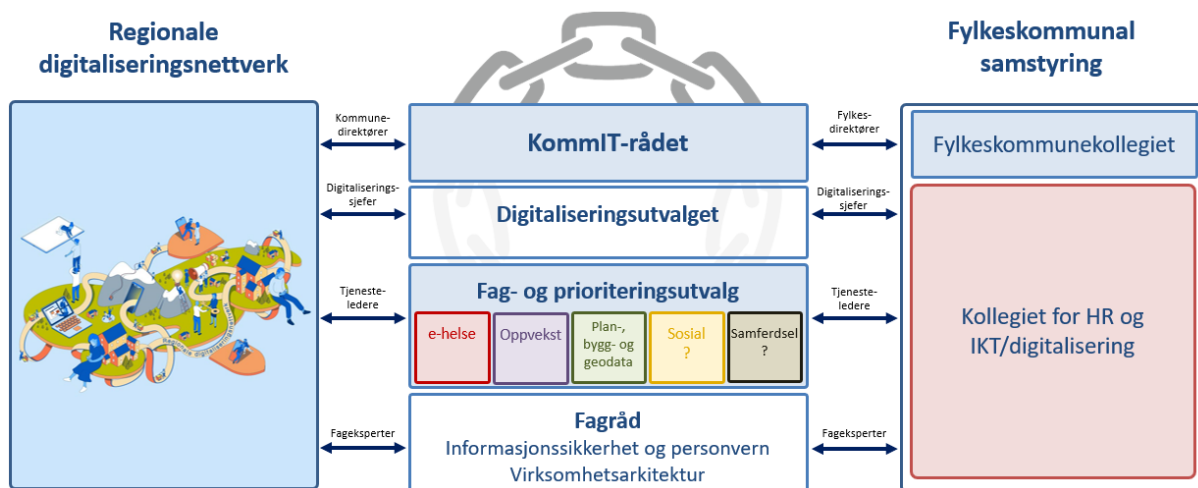 Regionale
digitaliseringsnettverk
Fylkeskommunal
samstyring
Kommune-
direktører
KommIT-rådet
Fylkes-
direktører
Fylkeskommunekollegiet
Digitaliserings-
sjefer
Digitaliseringsutvalget
Digitaliserings-
sjefer
Tjeneste-
ledere
Fag- og prioriteringsutvalg
e-helse
Oppvekst
Plan-,
bygg- og
geodata
Sosial
?
Samferdsel
?
Tjeneste-
ledere
Kollegiet for HR og
IKT/digitalisering
Regionale digitaliseringsnettverk
Fageksperter
Fagråd
Informasjonssikkerhet og personvern
Virksomhetsarkitektur
Fageksperter